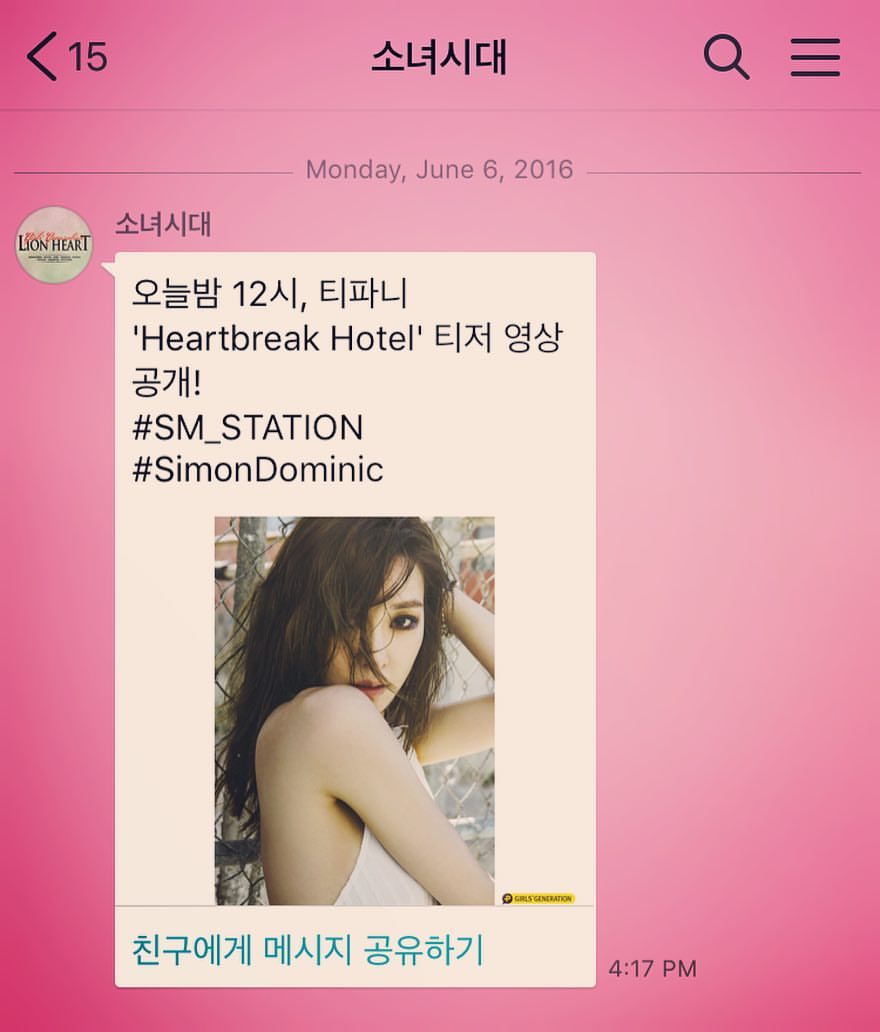 15
소녀시대
Monday, June 6, 2016
소녀시대
LION HEART
오늘밤 12시, 티파니
'Heartbreak Hotel' 티저 영상
공개!
#SM_STATION
#SimonDominic
GIRLS' GENERATION
친구에게 메시지 공유하기
4:17 PM